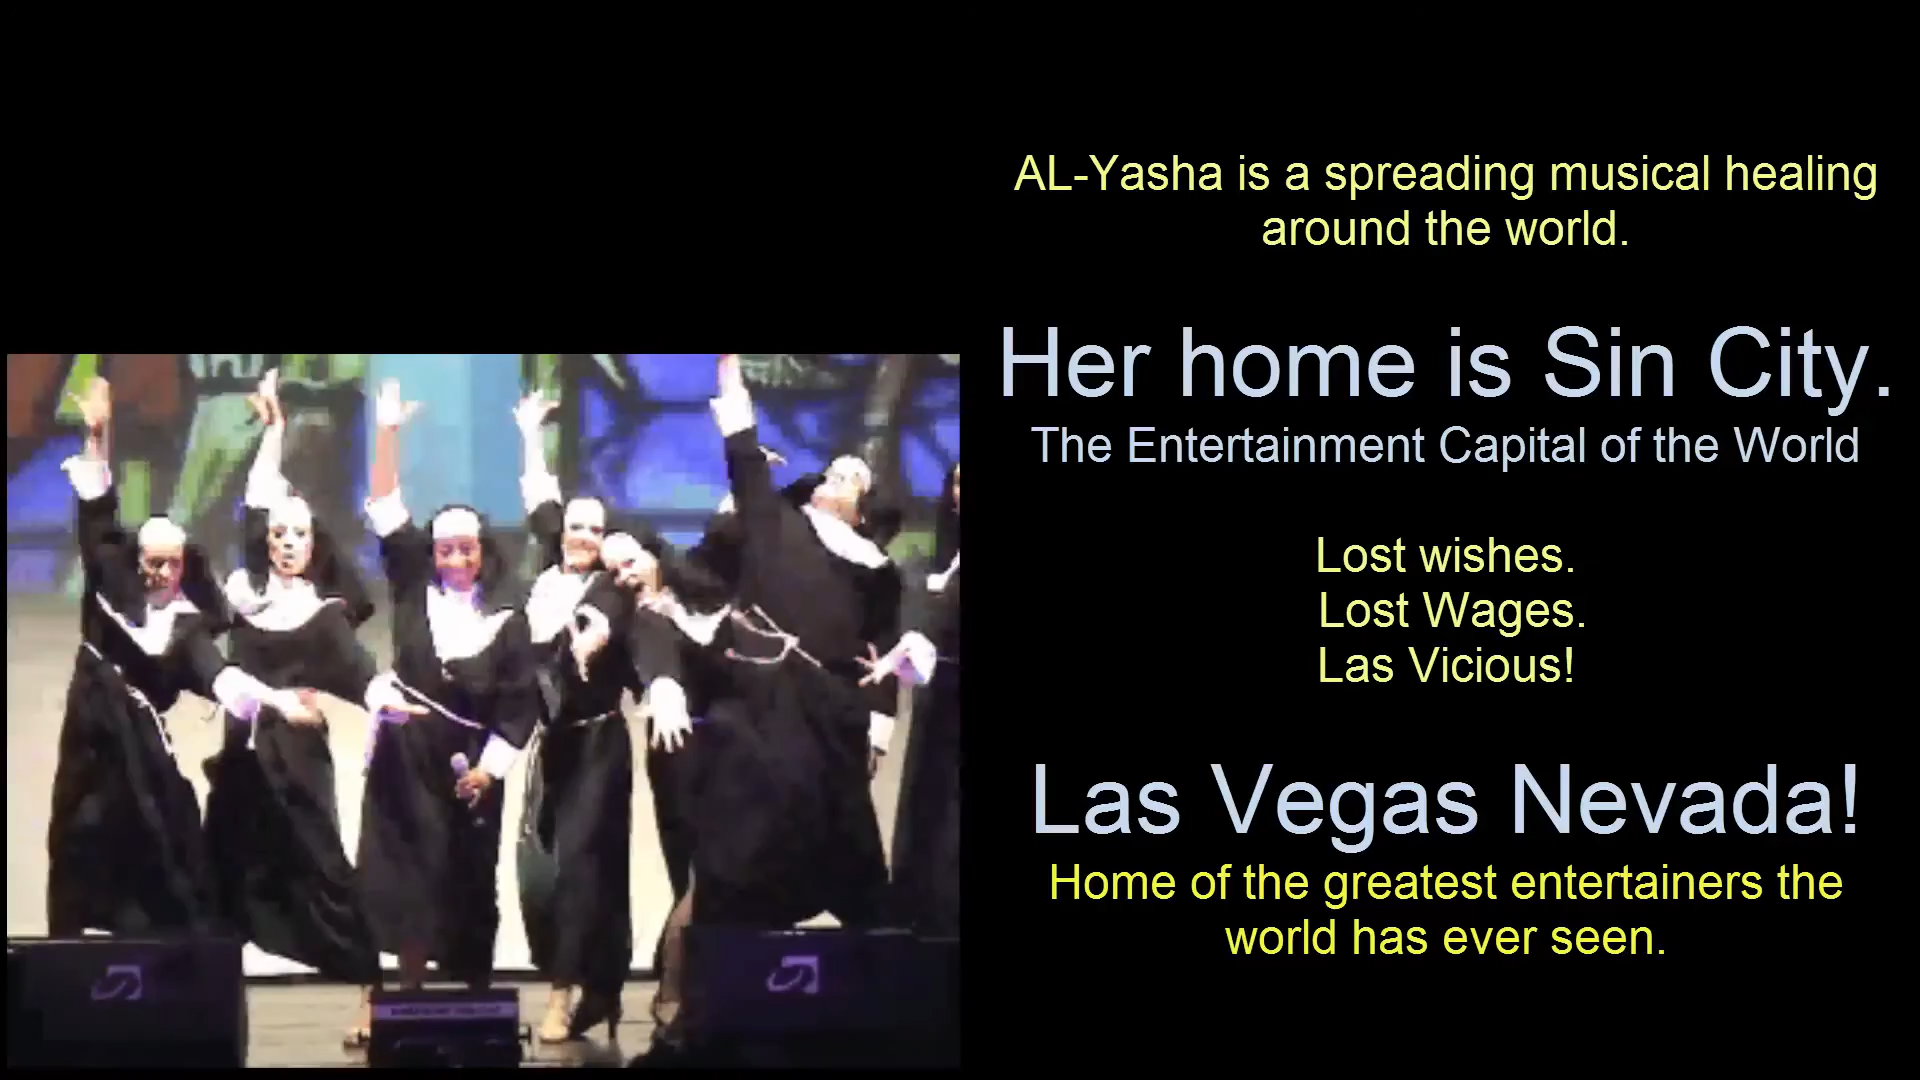 AL-Yasha is a spreading musical healing
around the world.
Her home is Sin City.
The Entertainment Capital of the World
Lost wishes.
Lost Wages.
Las Vicious!
Las Vegas Nevada!
Home of the greatest entertainers the
world has ever seen.